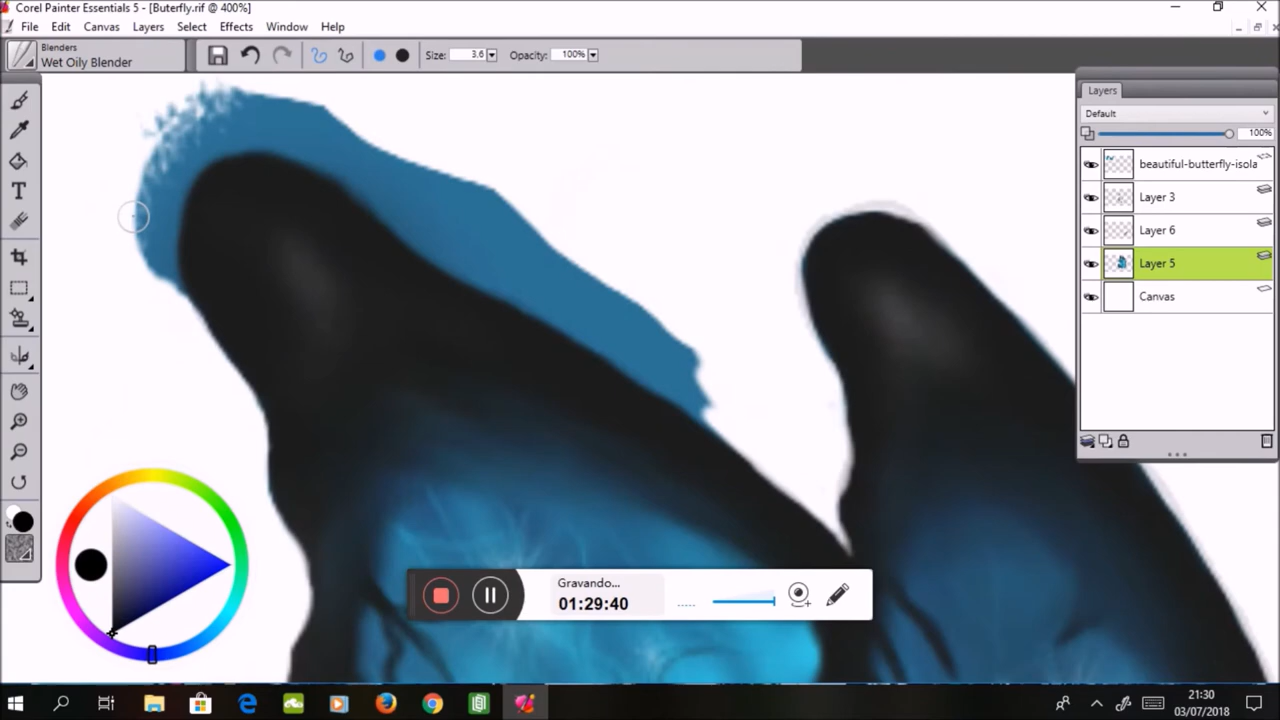 Corel Painter Essentials 5 - [Buterfly.rif @ 400%]
File Edit Canvas Layers Select Effects Window Help
Blenders
Wet Oily Blender
Size: 3.6 Opacity: 100%
Layers
Default
100%
beautiful-butterfly-isola
Layer 3
Layer 6
Layer 5
Canvas
Gravando...
01:29:40
21:30
03/07/2018